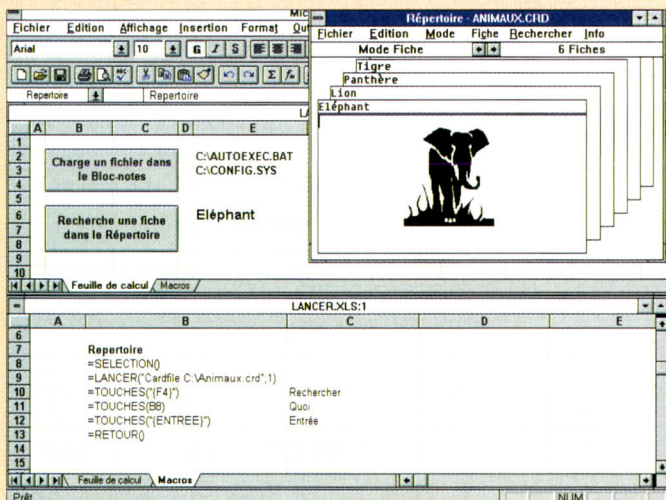 Mic
Fichier Edition Affichage Insertion Format Out
Arial 10 G I S
Repertoire Repertoire
LA
A B C D E
1
2
3
4
5
6
7
8
9
10
Charge un fichier dans
le Bloc-notes
C:\AUTOEXEC.BAT
C:\CONFIG.SYS
Recherche une fiche
dans le Répertoire
Eléphant
Feuille de calcul Macros
Répertoire - ANIMAUX.CRD
Fichier Edition Mode Fiche Rechercher Info
Mode Fiche 6 Fiches
Tigre
Panthère
Lion
Eléphant
LANCER.XLS:1
A B C D E
6
7 Repertoire
8 =SELECTION()
9 =LANCER("Cardfile C:\Animaux.crd";1)
10 =TOUCHES("{F4}") Rechercher
11 =TOUCHES(B8) Quoi
12 =TOUCHES("{ENTREE}") Entrée
13 =RETOUR()
14
15
Feuille de calcul Macros
Prêt NUM